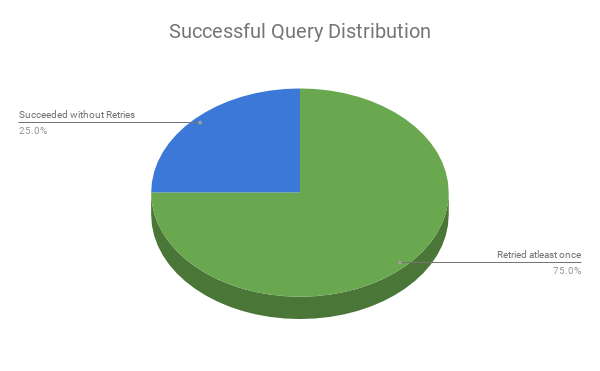 Successful Query Distribution
Succeeded without Retries
25.0%
Retried atleast once
75.0%